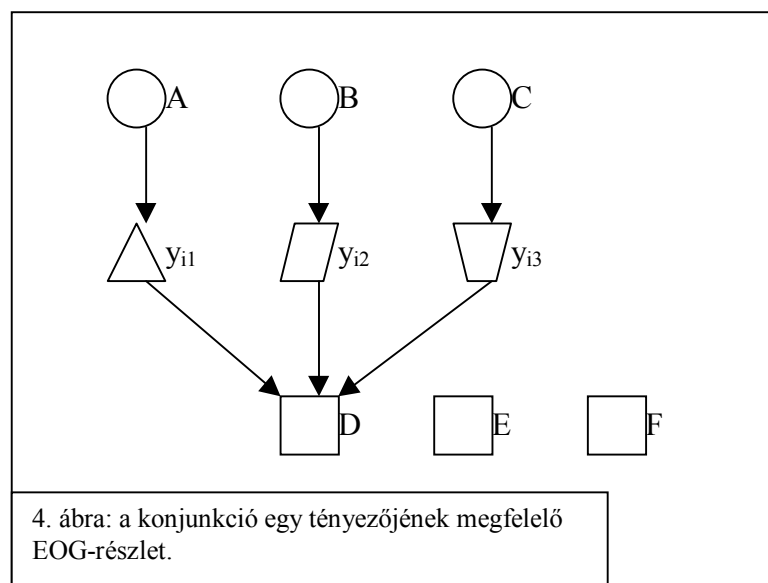 A B C
yi1 yi2 yi3
D E F
4. ábra: a konjunkció egy tényezőjének megfelelő
EOG-részlet.